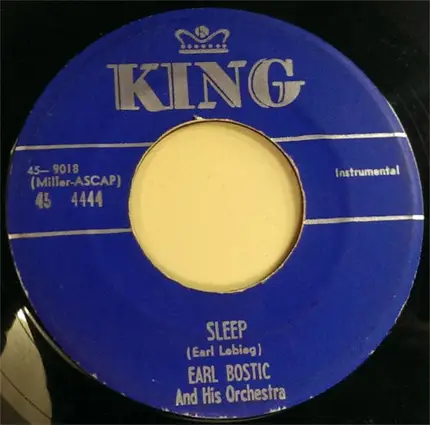 KING
45—9018
(Miller-ASCAP)
45 4444
Instrumental
SLEEP
(Earl Lebieg)
EARL BOSTIC
And His Orchestra